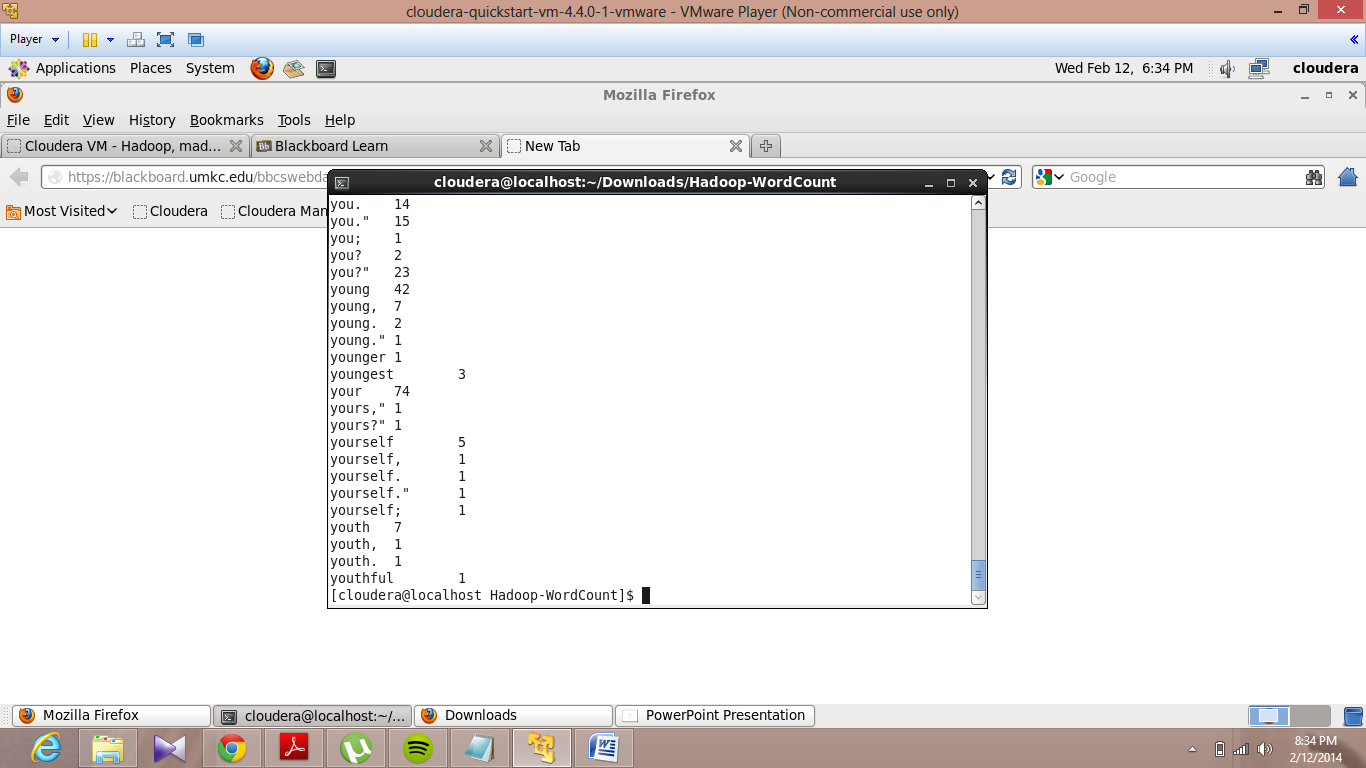 cloudera-quickstart-vm-4.4.0-1-vmware - VMware Player (Non-commercial use only)
Player
Applications Places System Wed Feb 12, 6:34 PM cloudera
Mozilla Firefox
File Edit View History Bookmarks Tools Help
Cloudera VM - Hadoop, mad... Blackboard Learn New Tab
https://blackboard.umkc.edu/bbcswebda Google
Most Visited Cloudera Cloudera Man
cloudera@localhost:~/Downloads/Hadoop-WordCount
you. 14
you." 15
you; 1
you? 2
you?" 23
young 42
young, 7
young. 2
young." 1
younger 1
youngest 3
your 74
yours," 1
yours?" 1
yourself 5
yourself, 1
yourself. 1
yourself." 1
yourself; 1
youth 7
youth, 1
youth. 1
youthful 1
[cloudera@localhost Hadoop-WordCount]$
Mozilla Firefox cloudera@localhost:~/... Downloads PowerPoint Presentation
8:34 PM
2/12/2014